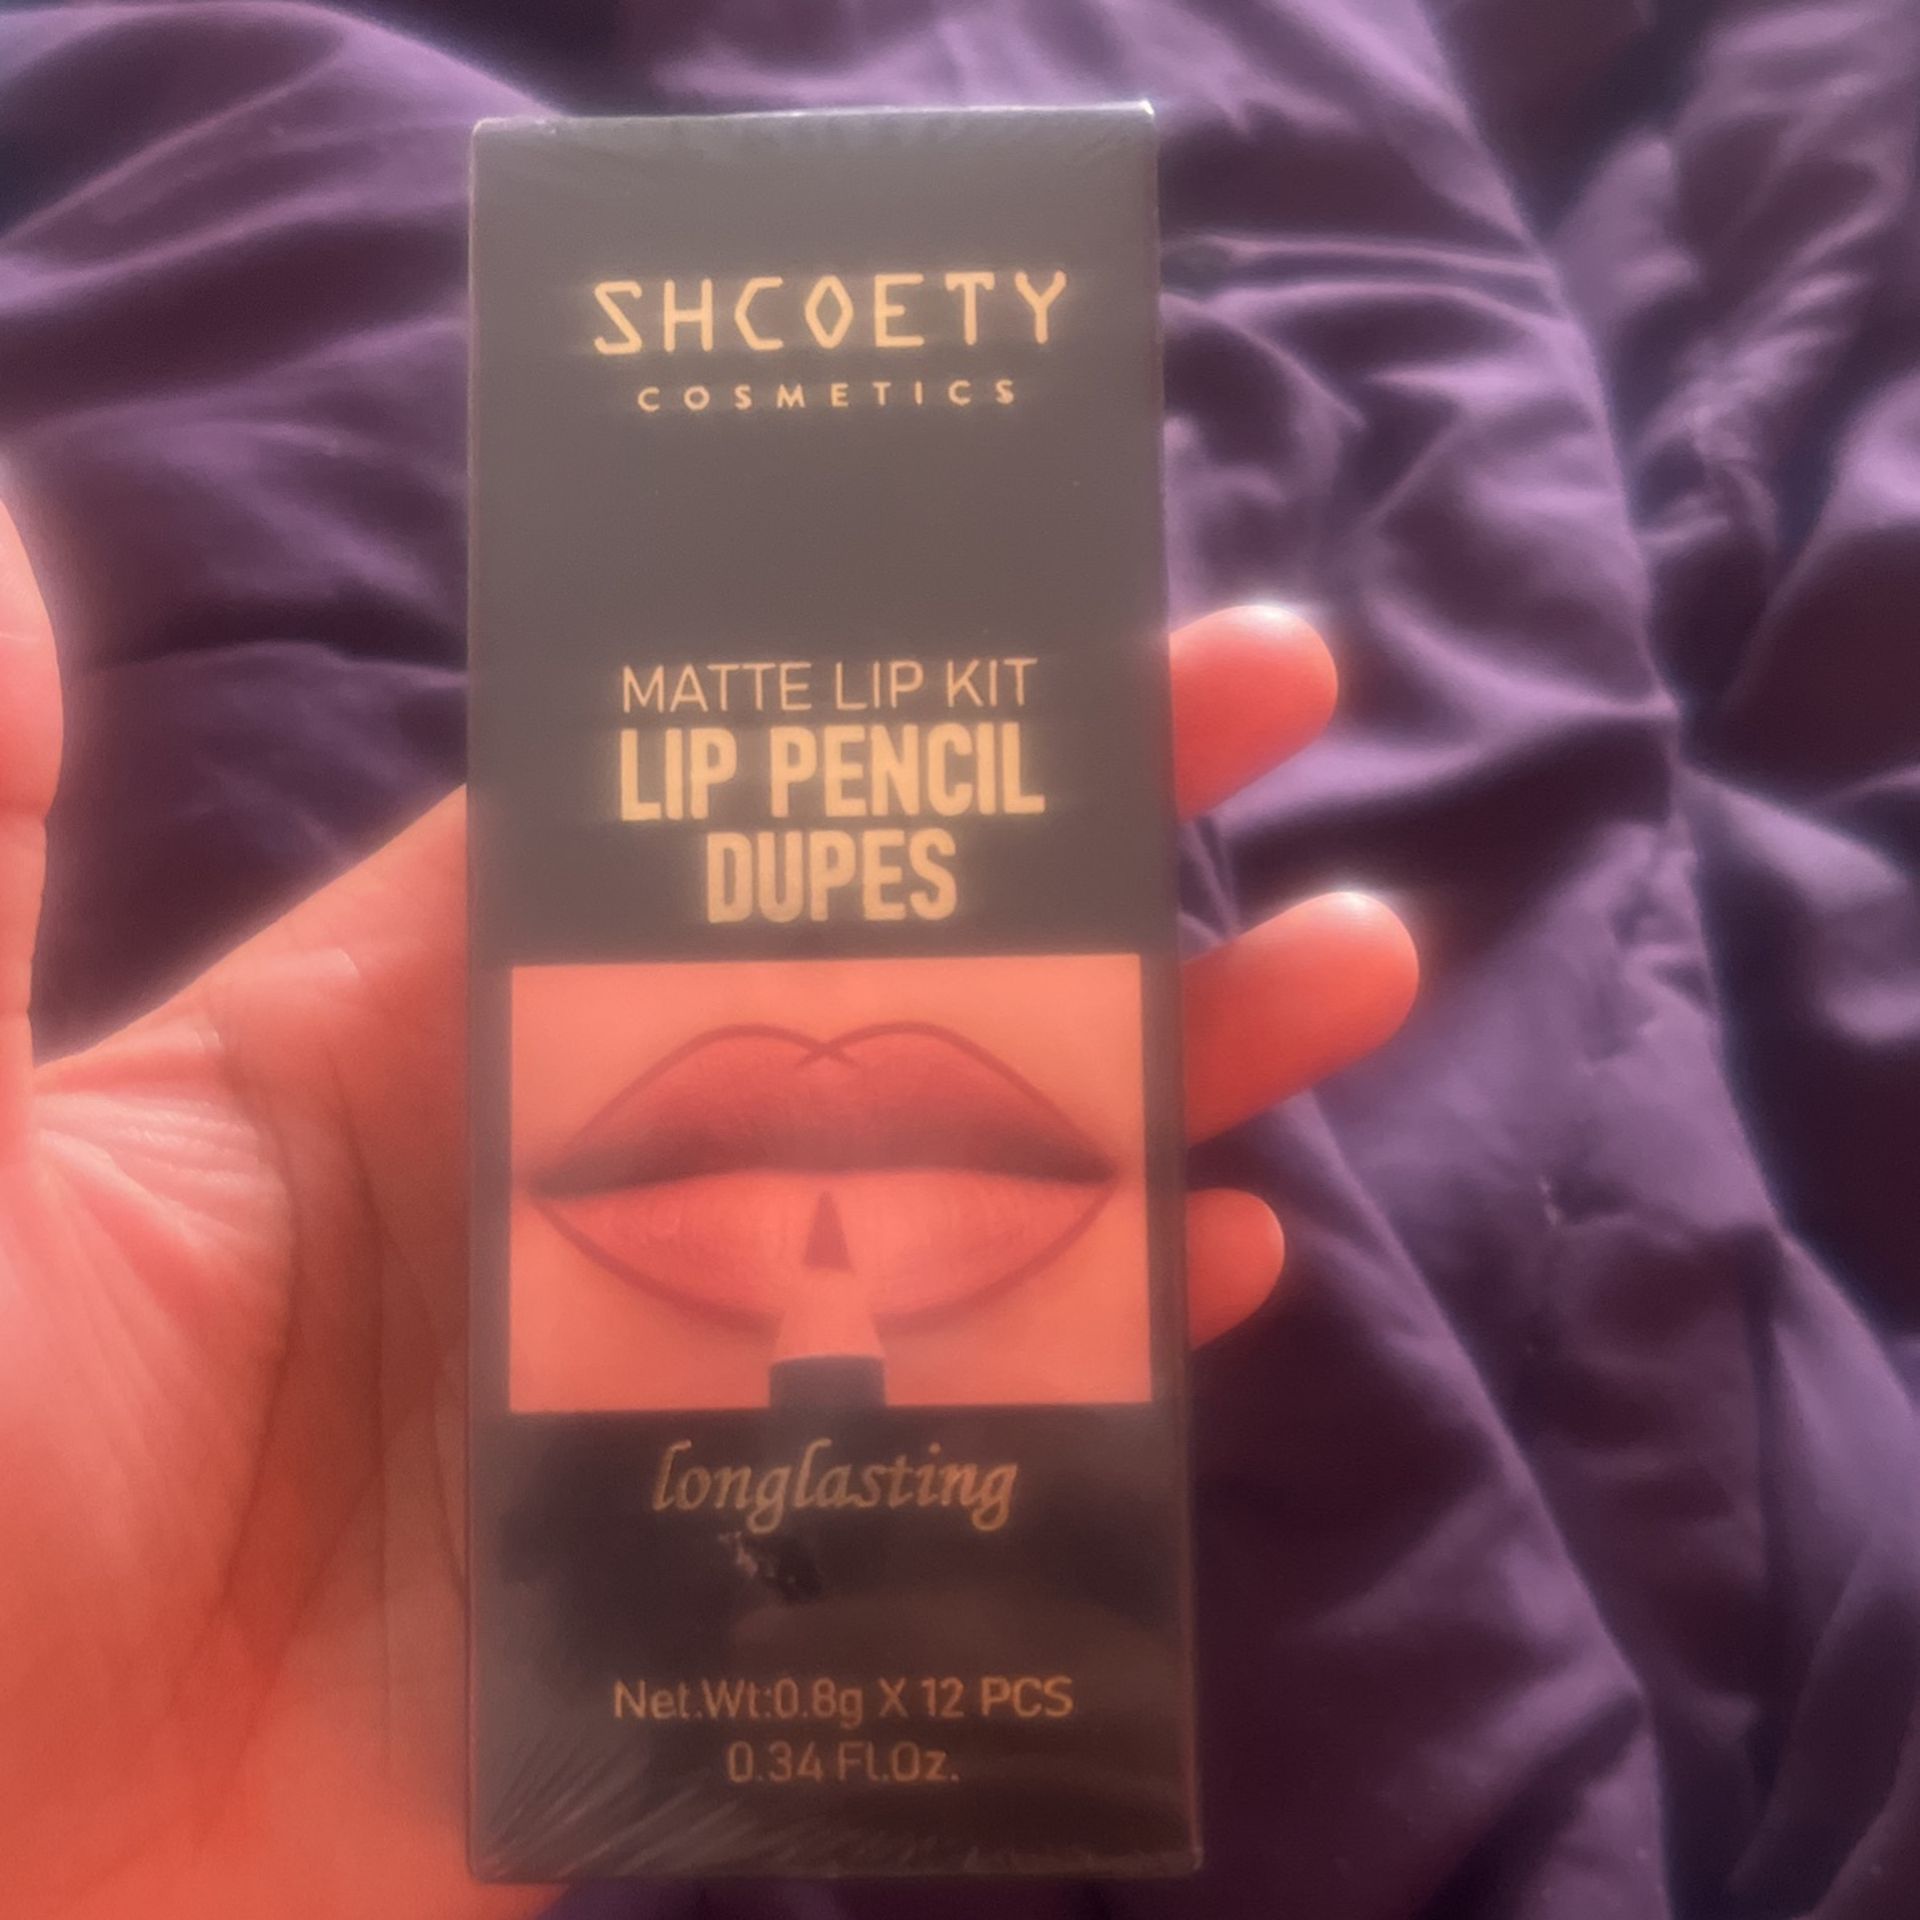 SHCOETY
COSMETICS
MATTE LIP KIT
LIP PENCIL
DUPES
longlasting
Net.Wt:0.8g X 12 PCS
0.34 Fl.Oz.